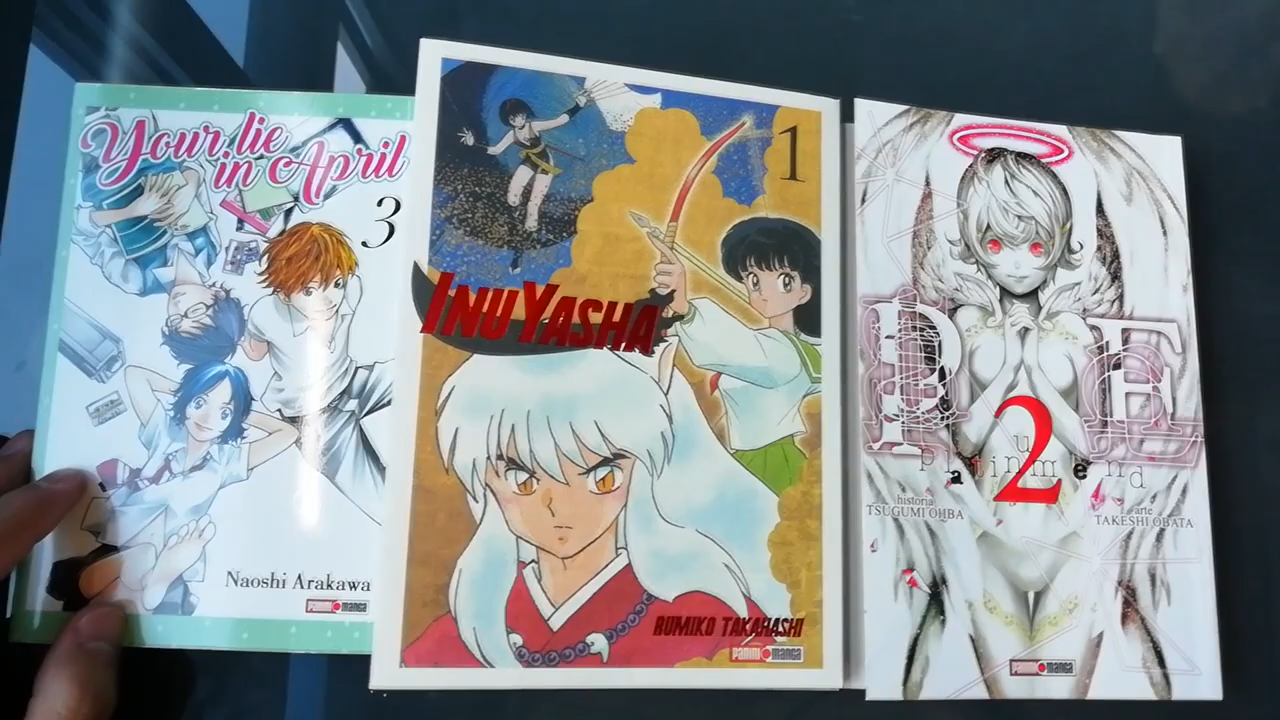 Your lie
in April
3
Naoshi Arakawa
PANINI MANGA
1
INUYASHA
RUMIKO TAKAHASHI
PANINI MANGA
P E
2
platinum end
historia
TSUGUMI OHBA
arte
TAKESHI OBATA
PANINI MANGA